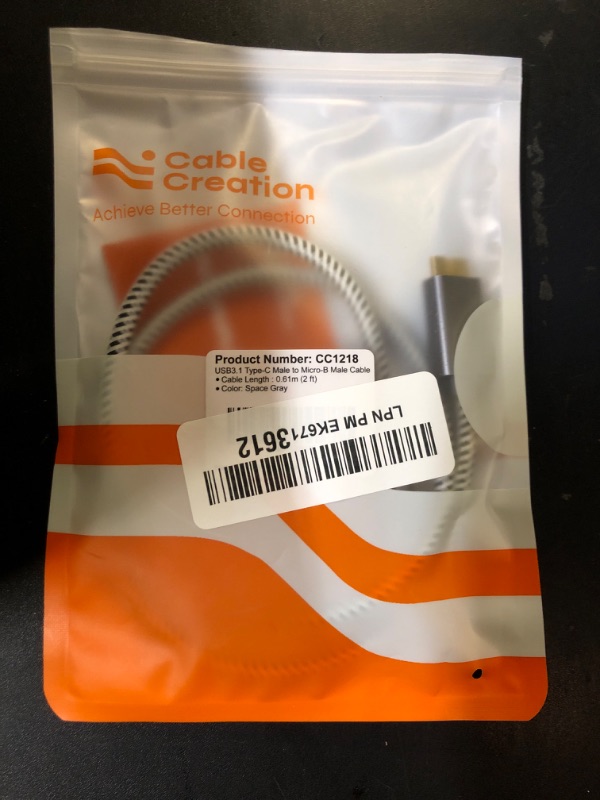 Cable
Creation
Achieve Better Connection
Product Number: CC1218
USB3.1 Type-C Male to Micro-B Male Cable
• Cable Length : 0.61m (2 ft)
• Color: Space Gray
LPN PM EK6713612